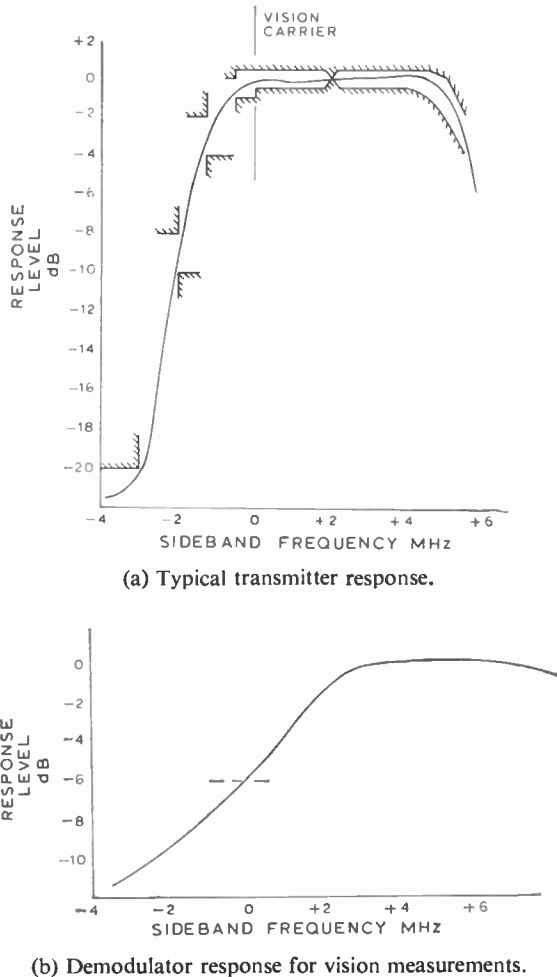 VISION
CARRIER
+2
0
-2
-4
-6
-8
-10
-12
-14
-16
-18
-20
RESPONSE
LEVEL
dB
-4
-2
0
+2
+4
+6
SIDEBAND FREQUENCY MHz
(a) Typical transmitter response.
0
-2
-4
-6
-8
-10
RESPONSE
LEVEL
dB
-4
-2
0
+2
+4
+6
SIDEBAND FREQUENCY MHz
(b) Demodulator response for vision measurements.